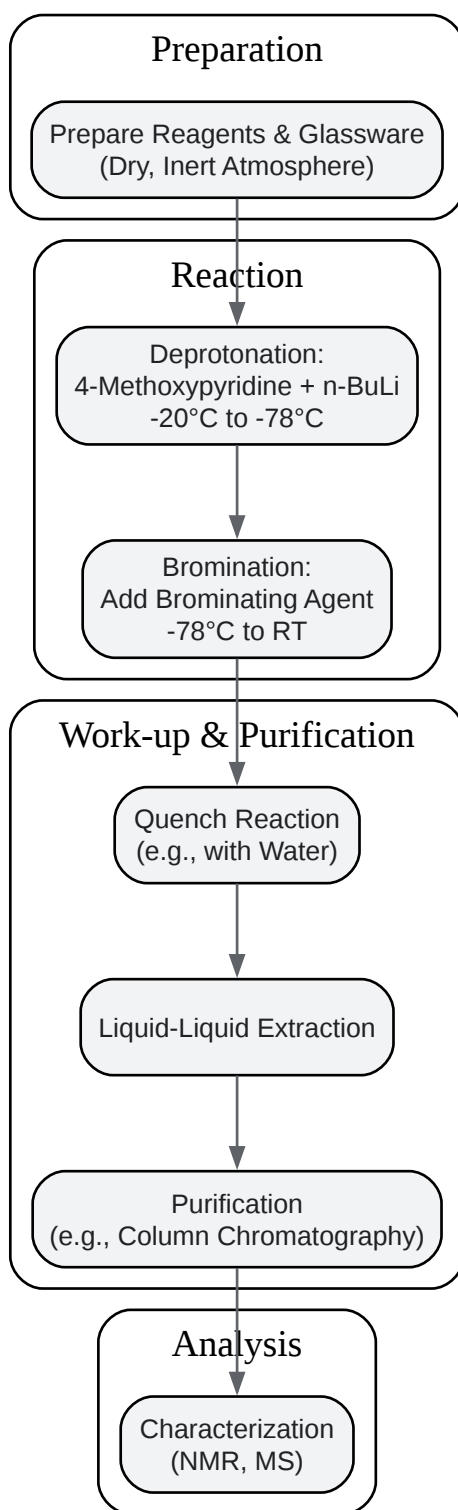 Preparation
Prepare Reagents & Glassware
(Dry, Inert Atmosphere)
Reaction
Deprotonation:
4-Methoxypyridine + n-BuLi
-20°C to -78°C
Bromination:
Add Brominating Agent
-78°C to RT
Work-up & Purification
Quench Reaction
(e.g., with Water)
Liquid-Liquid Extraction
Purification
(e.g., Column Chromatography)
Analysis
Characterization
(NMR, MS)